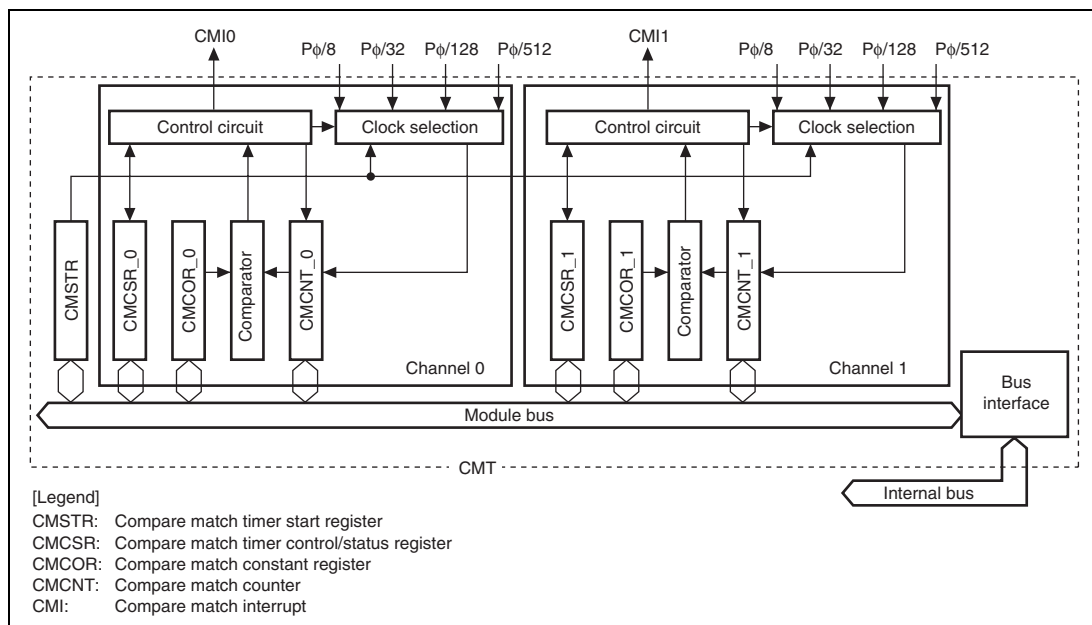 CMI0 Pϕ/8 Pϕ/32 Pϕ/128 Pϕ/512 CMI1 Pϕ/8 Pϕ/32 Pϕ/128 Pϕ/512
Control circuit Clock selection Control circuit Clock selection
CMSTR
CMCSR_0
CMCOR_0
Comparator
CMCNT_0
CMCSR_1
CMCOR_1
Comparator
CMCNT_1
Channel 0 Channel 1
Bus
interface
Module bus
CMT
Internal bus
[Legend]
CMSTR: Compare match timer start register
CMCSR: Compare match timer control/status register
CMCOR: Compare match constant register
CMCNT: Compare match counter
CMI: Compare match interrupt